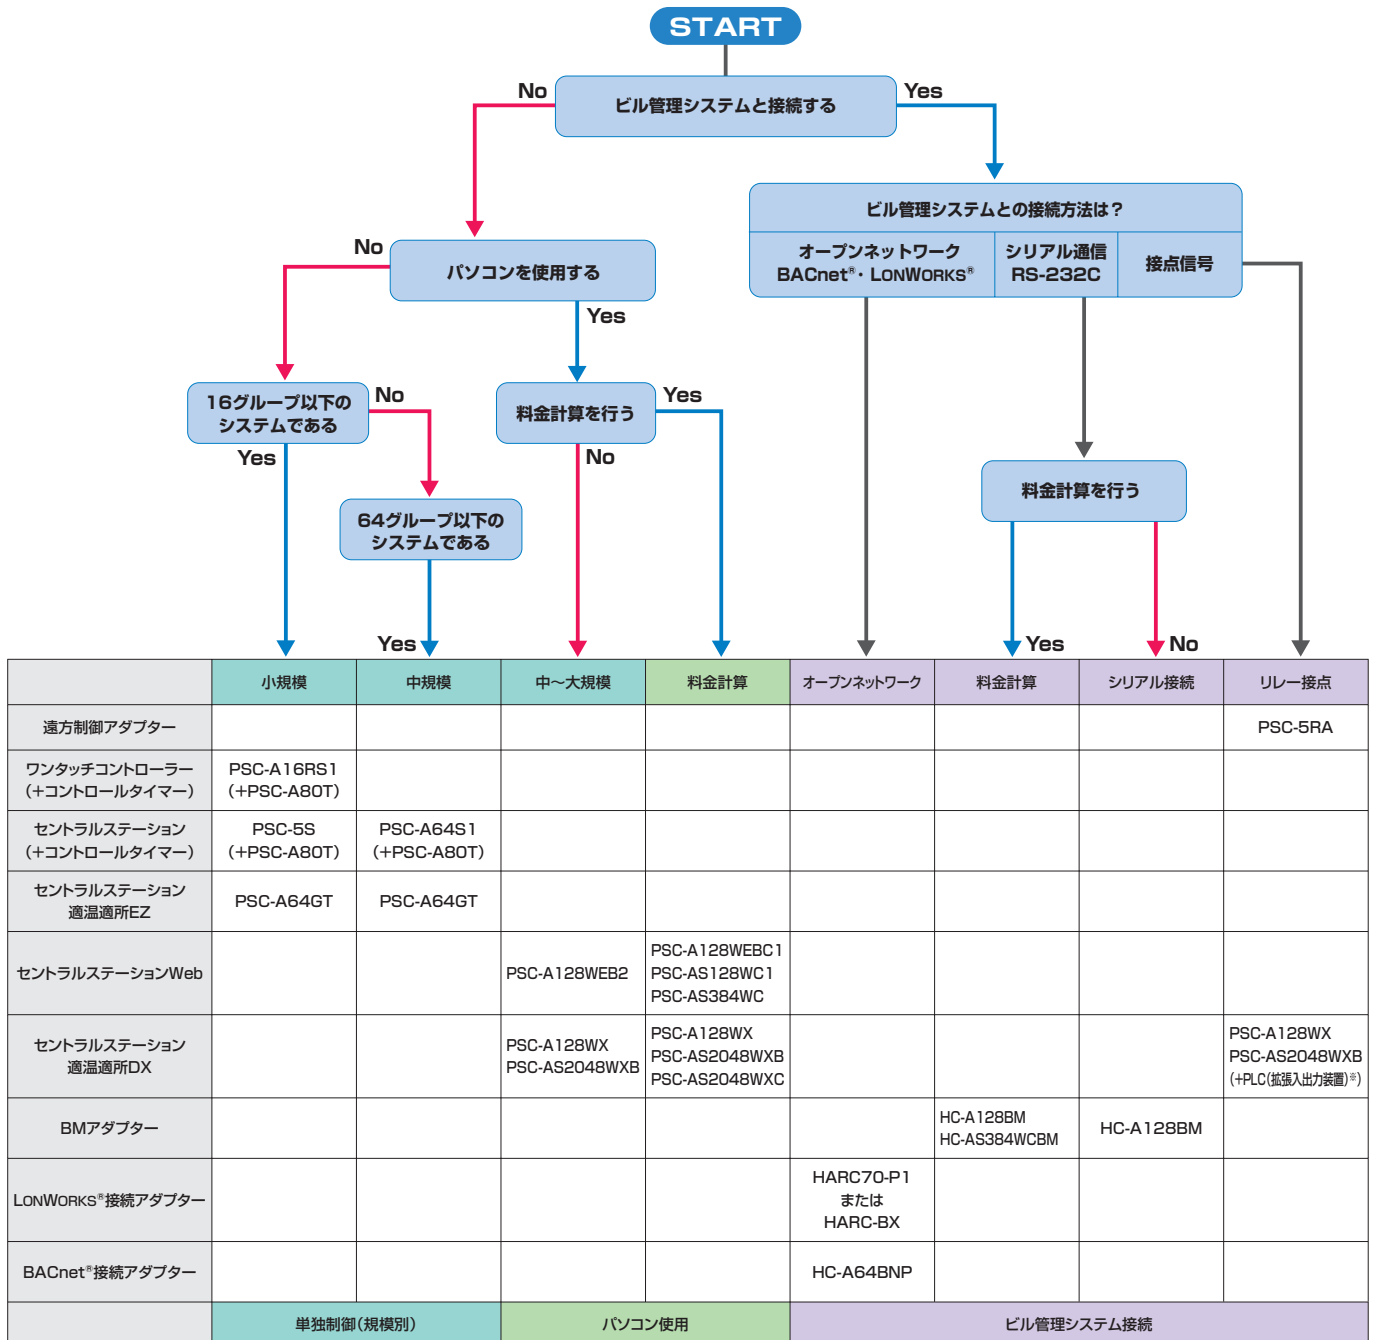 START
No
Yes
ビル管理システムと接続する
ビル管理システムとの接続方法は？
オープンネットワーク
BACnet®・LONWORKS®
シリアル通信
RS-232C
接点信号
No
パソコンを使用する
Yes
16グループ以下の
システムである
No
Yes
料金計算を行う
Yes
No
64グループ以下の
システムである
Yes
料金計算を行う
Yes
No
小規模
中規模
中～大規模
料金計算
オープンネットワーク
料金計算
シリアル接続
リレー接点
遠方制御アダプター
PSC-5RA
ワンタッチコントローラー
（＋コントロールタイマー）
PSC-A16RS1
（＋PSC-A80T）
セントラルステーション
（＋コントロールタイマー）
PSC-5S
（＋PSC-A80T）
PSC-A64S1
（＋PSC-A80T）
セントラルステーション
適温適所EZ
PSC-A64GT
PSC-A64GT
セントラルステーションWeb
PSC-A128WEB2
PSC-A128WEBC1
PSC-AS128WC1
PSC-AS384WC
セントラルステーション
適温適所DX
PSC-A128WX
PSC-AS2048WXB
PSC-A128WX
PSC-AS2048WXB
PSC-AS2048WXC
PSC-A128WX
PSC-AS2048WXB
（＋PLC（拡張入出力装置）※）
BMアダプター
HC-A128BM
HC-AS384WCBM
HC-A128BM
LONWORKS®接続アダプター
HARC70-P1
または
HARC-BX
BACnet®接続アダプター
HC-A64BNP
単独制御（規模別）
パソコン使用
ビル管理システム接続